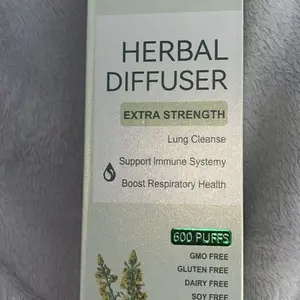 HERBAL
DIFFUSER
EXTRA STRENGTH
Lung Cleanse
Support Immune Systemy
Boost Respiratory Health
600 PUFFS
GMO FREE
GLUTEN FREE
DAIRY FREE
SOY FREE